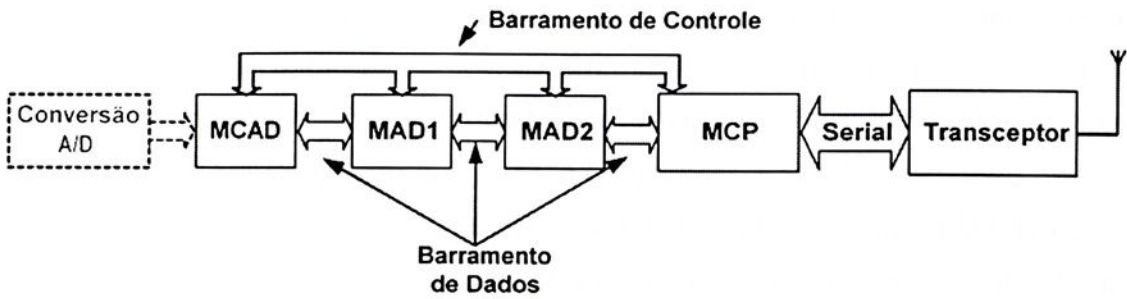 Barramento de Controle
Conversão
A/D
MCAD
MAD1
MAD2
MCP
Serial
Transceptor
Barramento
de Dados